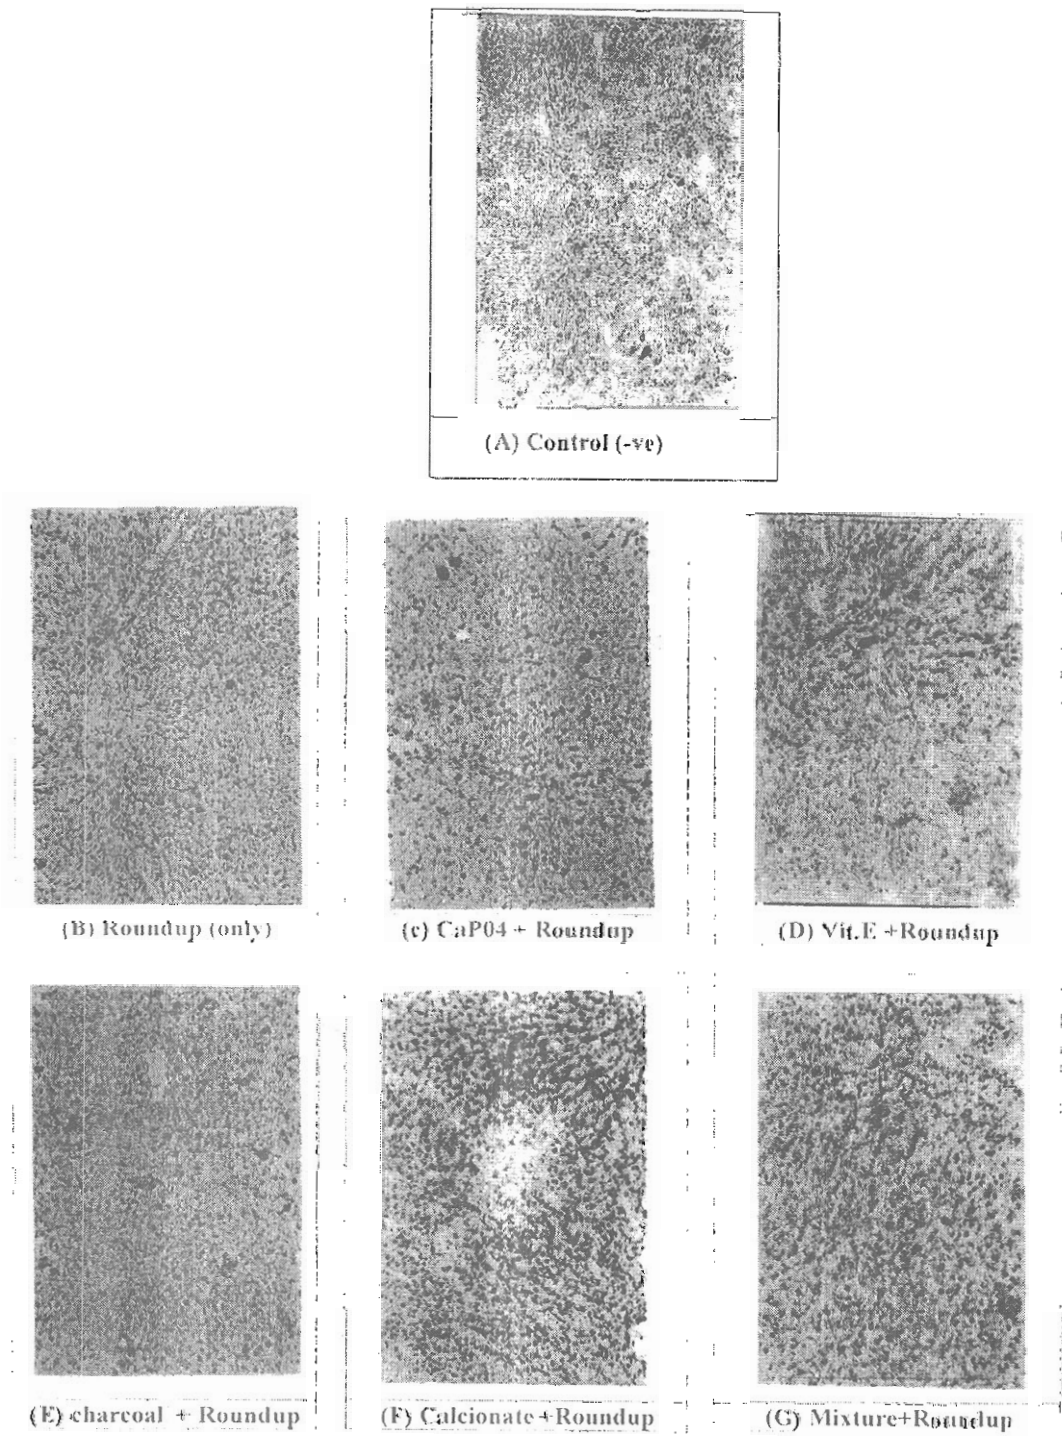 (A) Control (-ve)
(B) Roundup (only)
(c) CaP04 + Roundup
(D) Vit.E +Roundup
(E) charcoal + Roundup
(F) Calcionate +Roundup
(G) Mixture+Roundup